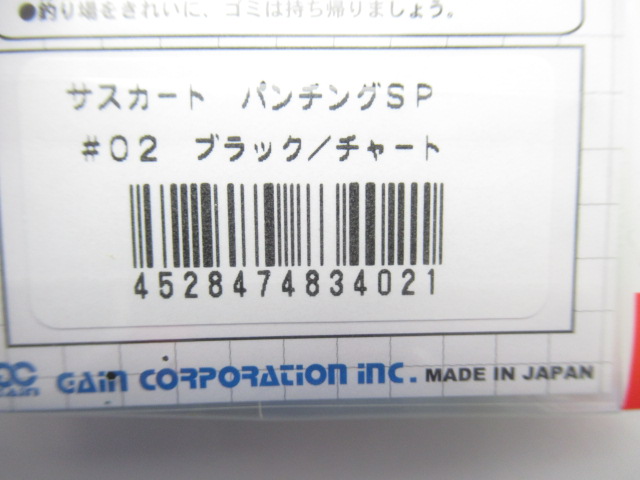 ●釣り場をきれいに、ゴミは持ち帰りましょう。
サスカート パンチングSP
#02 ブラック/チャート
4528474834021
GAIN CORPORATION INC. MADE IN JAPAN
GAIN